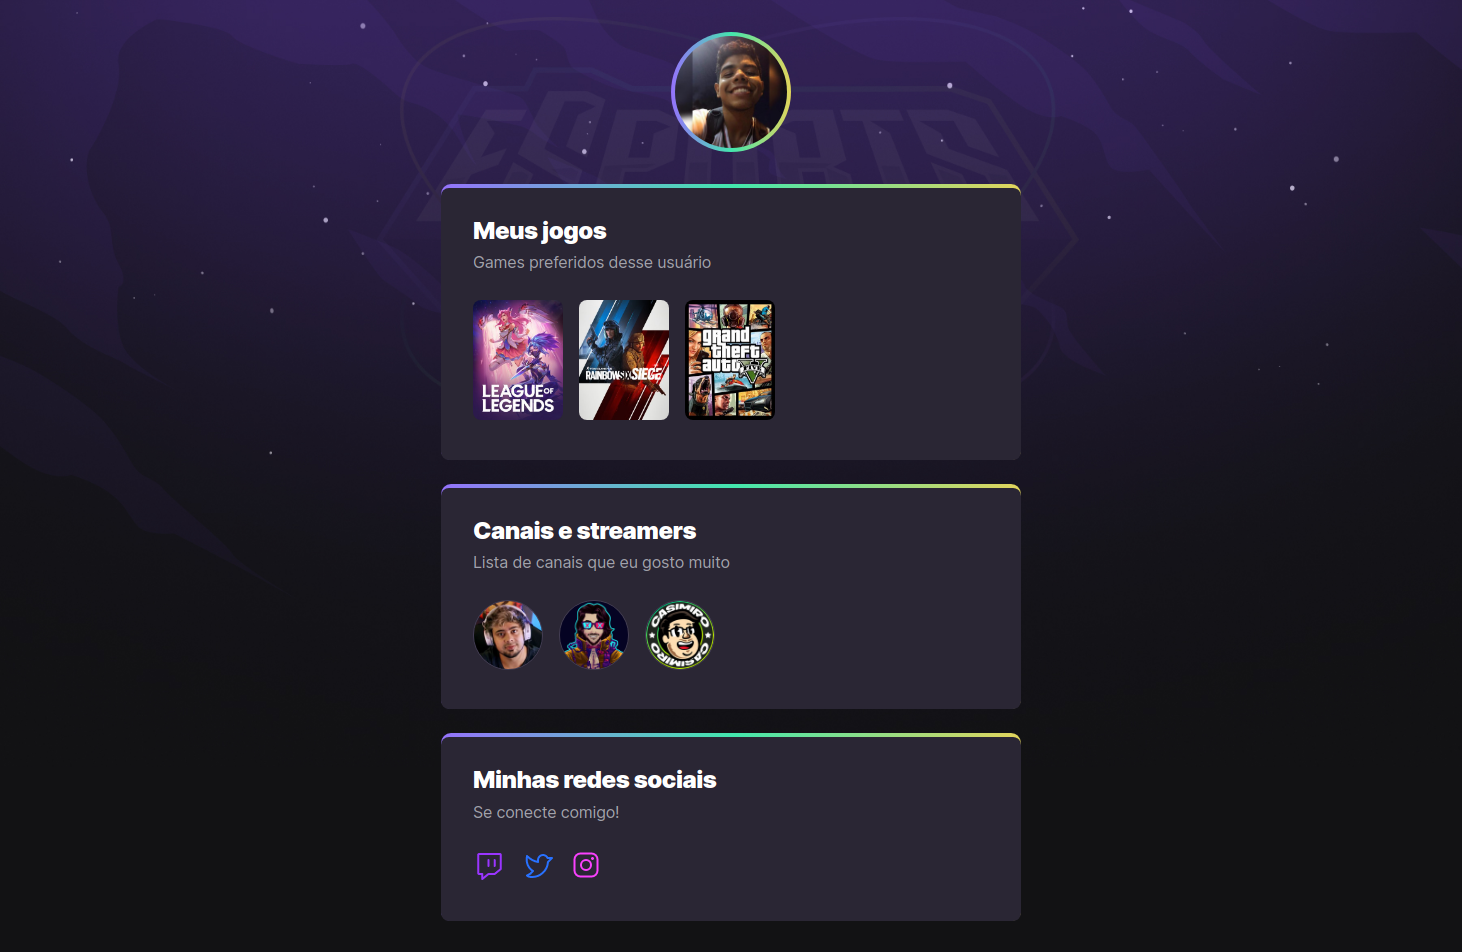 ESPORTS
Meus jogos
Games preferidos desse usuário
LEAGUE OF
LEGENDS
RAINBOW SIX SIEGE
grand
theft
auto V
FIVE
Canais e streamers
Lista de canais que eu gosto muito
CASIMIRO
CASIMIRO
Minhas redes sociais
Se conecte comigo!